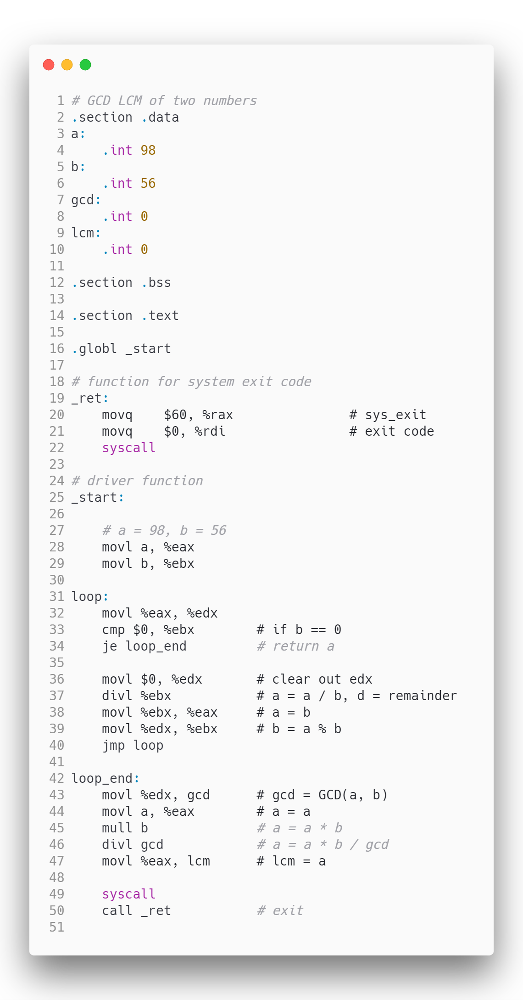 1 # GCD LCM of two numbers
2 .section .data
3 a:
4     .int 98
5 b:
6     .int 56
7 gcd:
8     .int 0
9 lcm:
10     .int 0
11
12 .section .bss
13
14 .section .text
15
16 .globl _start
17
18 # function for system exit code
19 _ret:
20     movq    $60, %rax               # sys_exit
21     movq    $0, %rdi                # exit code
22     syscall
23
24 # driver function
25 _start:
26
27     # a = 98, b = 56
28     movl a, %eax
29     movl b, %ebx
30
31 loop:
32     movl %eax, %edx
33     cmp $0, %ebx        # if b == 0
34     je loop_end         # return a
35
36     movl $0, %edx       # clear out edx
37     divl %ebx           # a = a / b, d = remainder
38     movl %ebx, %eax     # a = b
39     movl %edx, %ebx     # b = a % b
40     jmp loop
41
42 loop_end:
43     movl %edx, gcd      # gcd = GCD(a, b)
44     movl a, %eax        # a = a
45     mull b              # a = a * b
46     divl gcd            # a = a * b / gcd
47     movl %eax, lcm      # lcm = a
48
49     syscall
50     call _ret           # exit
51